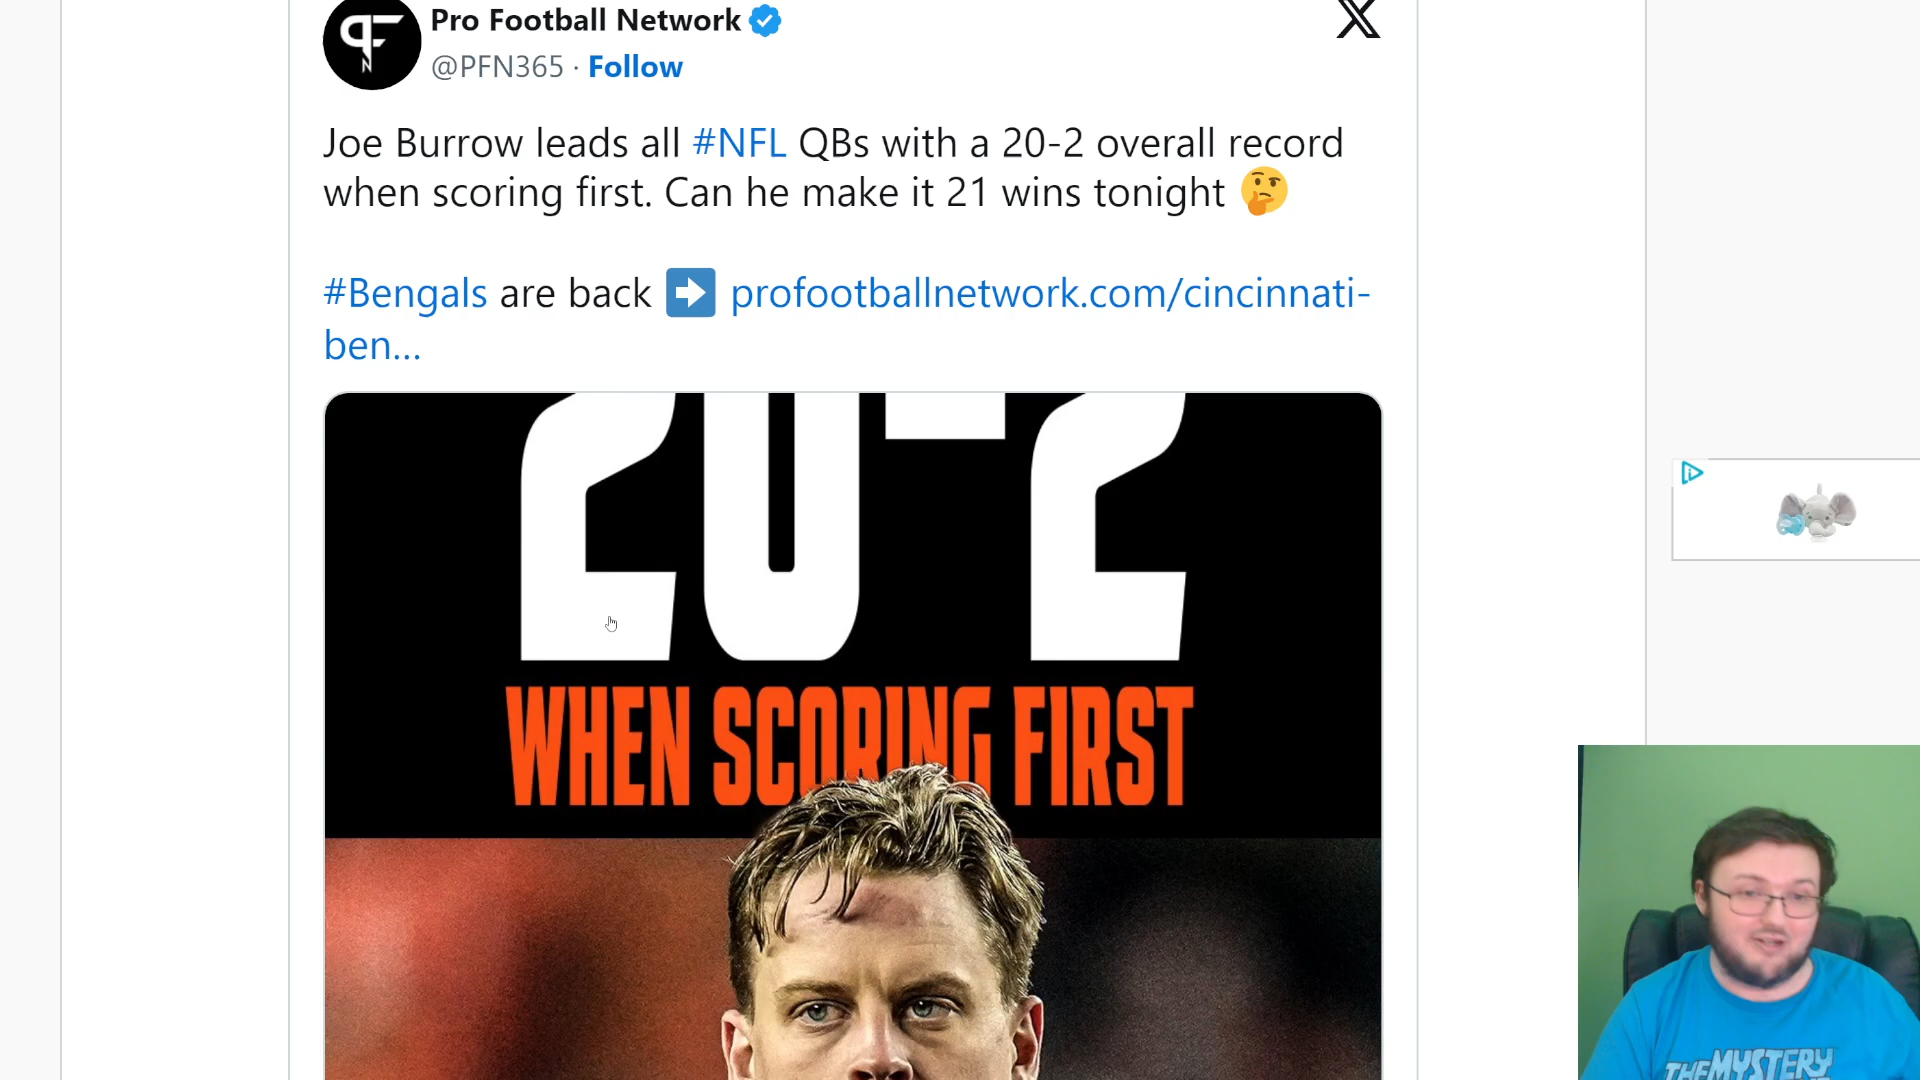 Pro Football Network
@PFN365 · Follow
Joe Burrow leads all #NFL QBs with a 20-2 overall record
when scoring first. Can he make it 21 wins tonight 🤔
#Bengals are back ➡️ profootballnetwork.com/cincinnati-
ben...
20-2
WHEN SCORING FIRST
THE MYSTERY